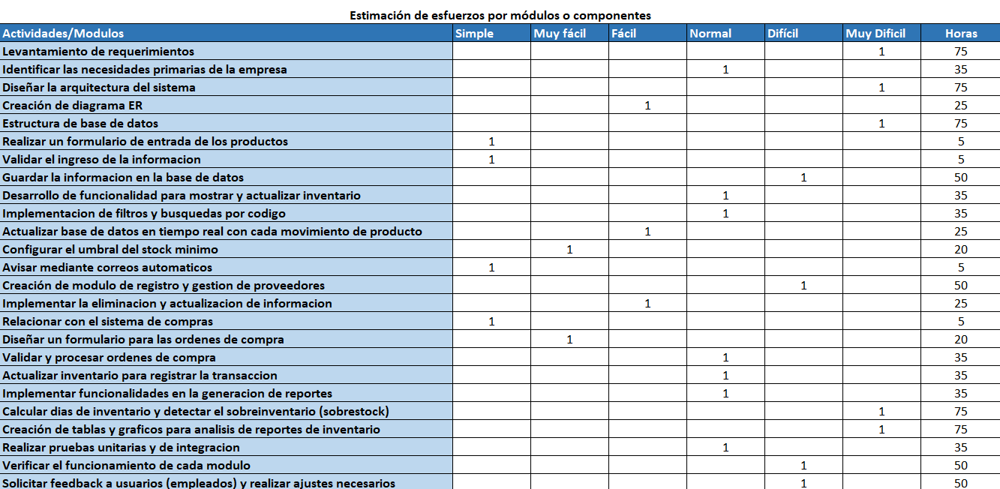 Estimación de esfuerzos por módulos o componentes
Actividades/Modulos Simple Muy fácil Fácil Normal Difícil Muy Dificil Horas
Levantamiento de requerimientos 1 75
Identificar las necesidades primarias de la empresa 1 35
Diseñar la arquitectura del sistema 1 75
Creación de diagrama ER 1 25
Estructura de base de datos 1 75
Realizar un formulario de entrada de los productos 1 5
Validar el ingreso de la informacion 1 5
Guardar la informacion en la base de datos 1 50
Desarrollo de funcionalidad para mostrar y actualizar inventario 1 35
Implementacion de filtros y busquedas por codigo 1 35
Actualizar base de datos en tiempo real con cada movimiento de producto 1 25
Configurar el umbral del stock minimo 1 20
Avisar mediante correos automaticos 1 5
Creación de modulo de registro y gestion de proveedores 1 50
Implementar la eliminacion y actualizacion de informacion 1 25
Relacionar con el sistema de compras 1 5
Diseñar un formulario para las ordenes de compra 1 20
Validar y procesar ordenes de compra 1 35
Actualizar inventario para registrar la transaccion 1 35
Implementar funcionalidades en la generacion de reportes 1 35
Calcular dias de inventario y detectar el sobreinventario (sobrestock) 1 75
Creación de tablas y graficos para analisis de reportes de inventario 1 75
Realizar pruebas unitarias y de integracion 1 35
Verificar el funcionamiento de cada modulo 1 50
Solicitar feedback a usuarios (empleados) y realizar ajustes necesarios 1 50